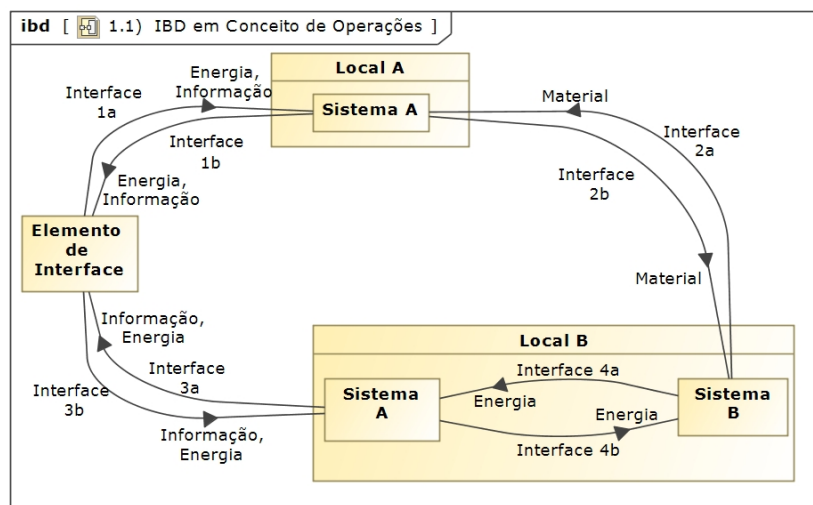 ibd [ 1.1) IBD em Conceito de Operações ]
Local A
Sistema A
Energia,
Informação
Interface
1a
Interface
1b
Energia,
Informação
Material
Interface
2a
Interface
2b
Material
Elemento
de
Interface
Informação,
Energia
Interface
3a
Interface
3b
Informação,
Energia
Local B
Sistema
A
Interface 4a
Energia
Energia
Interface 4b
Sistema
B